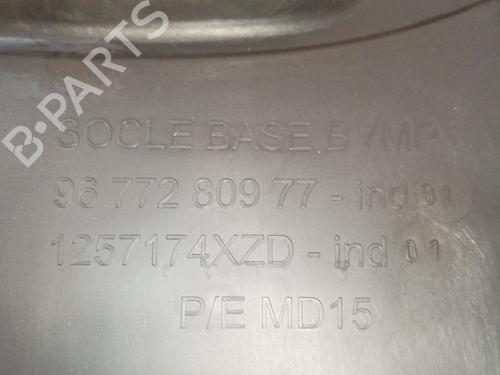 B-PARTS
SOCLE BASE BVMP
96 772 809 77 - ind 01
1257174XZD - ind 01
P/E MD15